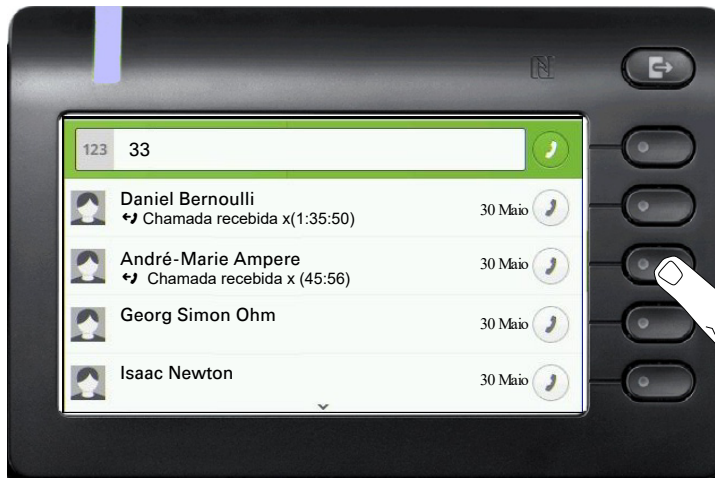 123 33
Daniel Bernoulli
Chamada recebida x(1:35:50) 30 Maio
André-Marie Ampere
Chamada recebida x (45:56) 30 Maio
Georg Simon Ohm 30 Maio
Isaac Newton 30 Maio